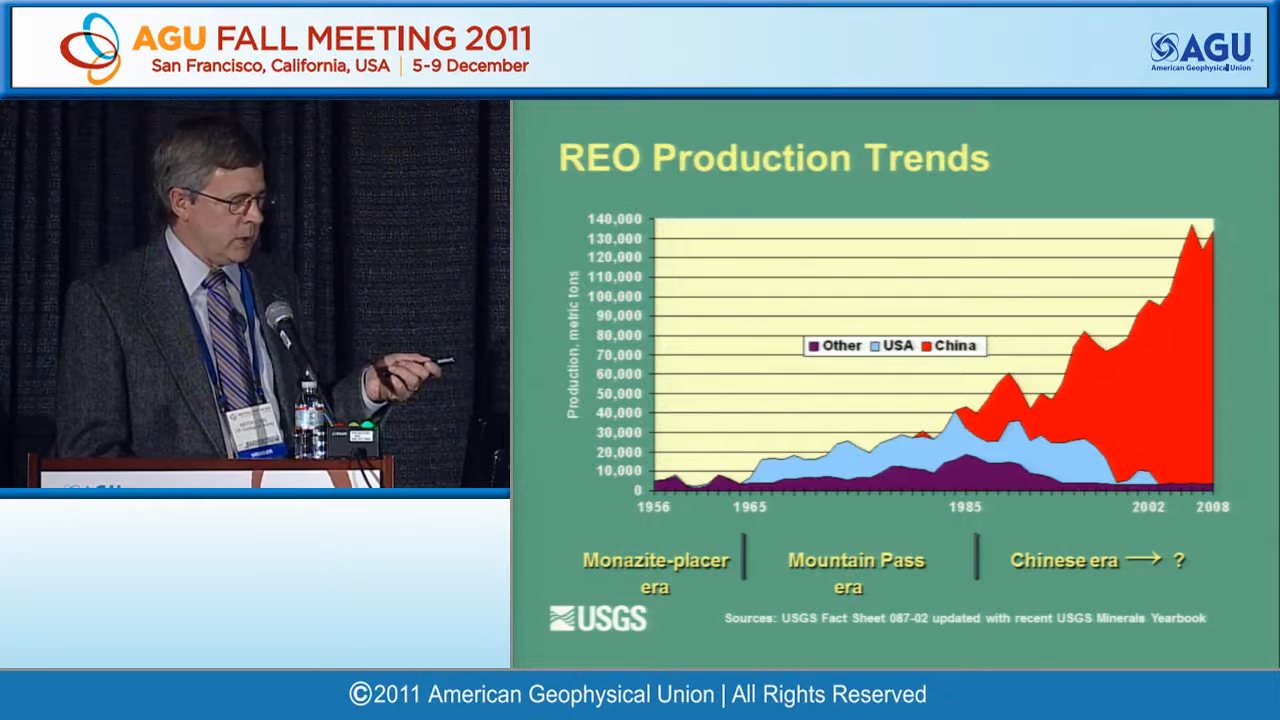 AGU FALL MEETING 2011
San Francisco, California, USA | 5-9 December
AGU
American Geophysical Union
REO Production Trends
Production, metric tons
140,000
130,000
120,000
110,000
100,000
90,000
80,000
70,000
60,000
50,000
40,000
30,000
20,000
10,000
0
Other USA China
1956 1965 1985 2002 2008
Monazite-placer era
Mountain Pass era
Chinese era → ?
USGS
Sources: USGS Fact Sheet 087-02 updated with recent USGS Minerals Yearbook
©2011 American Geophysical Union | All Rights Reserved